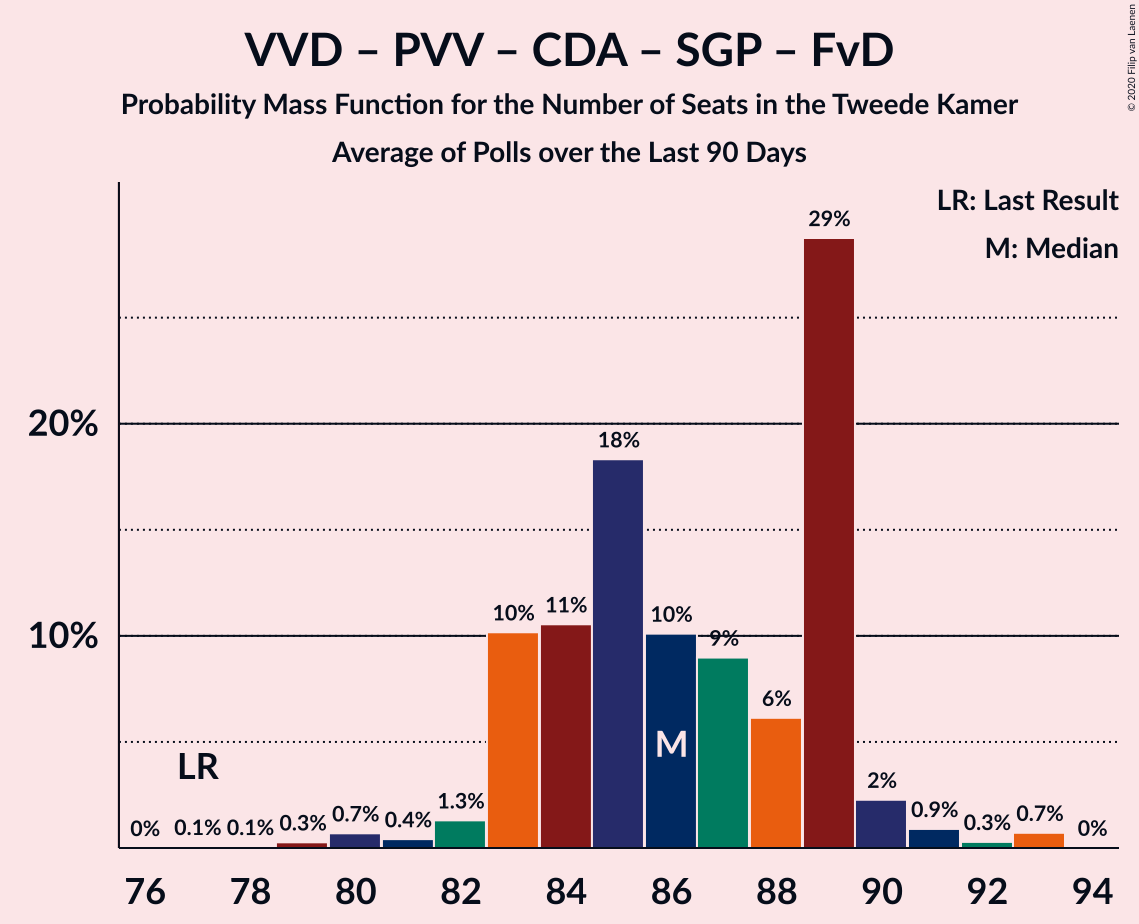 VVD – PVV – CDA – SGP – FvD
Probability Mass Function for the Number of Seats in the Tweede Kamer
Average of Polls over the Last 90 Days
© 2020 Filip van Laenen
LR: Last Result
M: Median
20%
10%
0%
0.1%
0.1%
0.3%
0.7%
0.4%
1.3%
10%
11%
18%
10%
9%
6%
29%
2%
0.9%
0.3%
0.7%
0%
LR
M
76 78 80 82 84 86 88 90 92 94